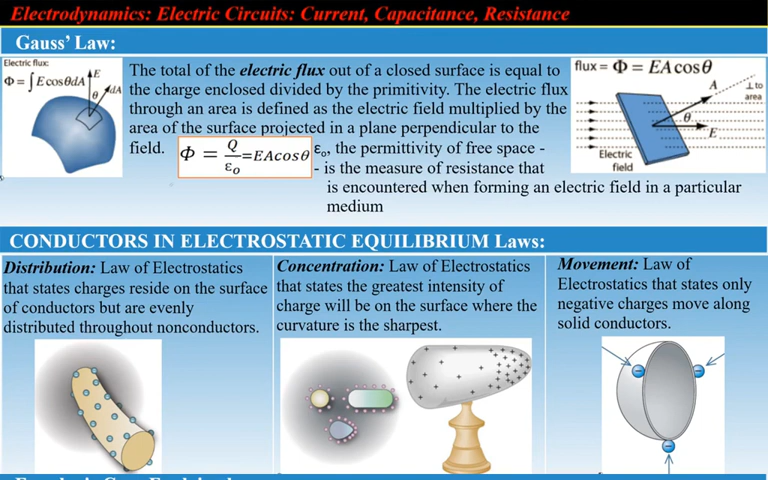 Electrodynamics: Electric Circuits: Current, Capacitance, Resistance
Gauss' Law:
Electric flux:
Φ = ∫ E cos θ dA
E
θ
dA
The total of the electric flux out of a closed surface is equal to
the charge enclosed divided by the primitivity. The electric flux
through an area is defined as the electric field multiplied by the
area of the surface projected in a plane perpendicular to the
field.
Φ = Q/ε₀ =EAcosθ
ε₀, the permittivity of free space -
- is the measure of resistance that
is encountered when forming an electric field in a particular
medium
flux = Φ = EA cos θ
A
⊥ to
area
θ
E
Electric
field
CONDUCTORS IN ELECTROSTATIC EQUILIBRIUM Laws:
Distribution: Law of Electrostatics
that states charges reside on the surface
of conductors but are evenly
distributed throughout nonconductors.
Concentration: Law of Electrostatics
that states the greatest intensity of
charge will be on the surface where the
curvature is the sharpest.
Movement: Law of
Electrostatics that states only
negative charges move along
solid conductors.